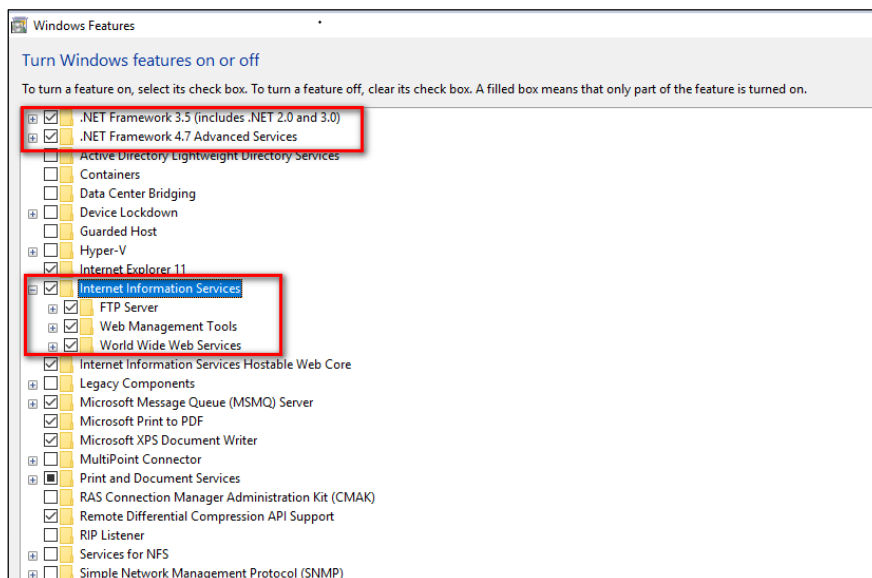 Windows Features
Turn Windows features on or off
To turn a feature on, select its check box. To turn a feature off, clear its check box. A filled box means that only part of the feature is turned on.
.NET Framework 3.5 (includes .NET 2.0 and 3.0)
.NET Framework 4.7 Advanced Services
Active Directory Lightweight Directory Services
Containers
Data Center Bridging
Device Lockdown
Guarded Host
Hyper-V
Internet Explorer 11
Internet Information Services
FTP Server
Web Management Tools
World Wide Web Services
Internet Information Services Hostable Web Core
Legacy Components
Microsoft Message Queue (MSMQ) Server
Microsoft Print to PDF
Microsoft XPS Document Writer
MultiPoint Connector
Print and Document Services
RAS Connection Manager Administration Kit (CMAK)
Remote Differential Compression API Support
RIP Listener
Services for NFS
Simple Network Management Protocol (SNMP)